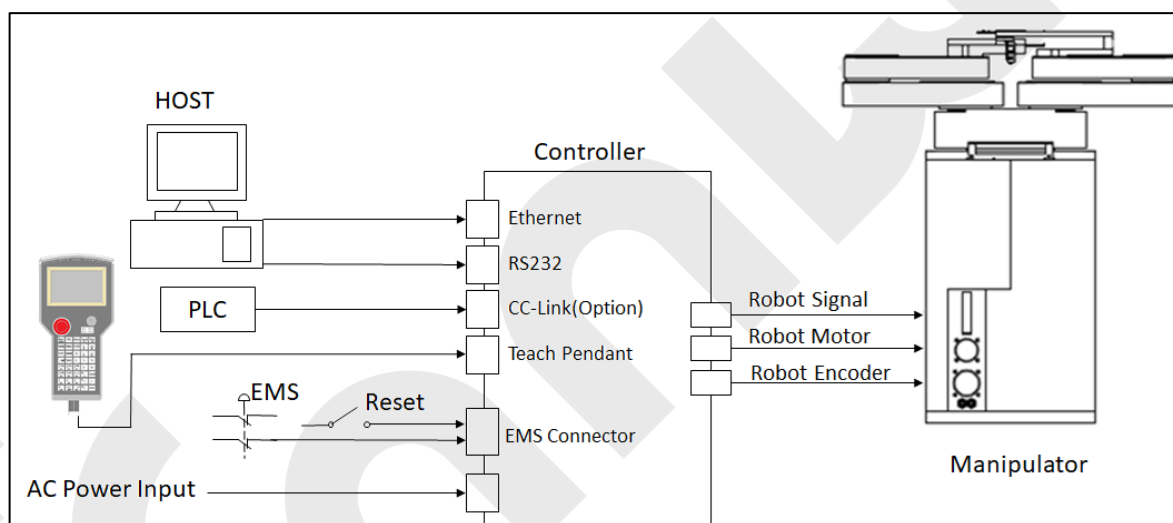 HOST
Controller
Ethernet
RS232
PLC
CC-Link(Option)
Teach Pendant
EMS
Reset
EMS Connector
AC Power Input
Robot Signal
Robot Motor
Robot Encoder
Manipulator